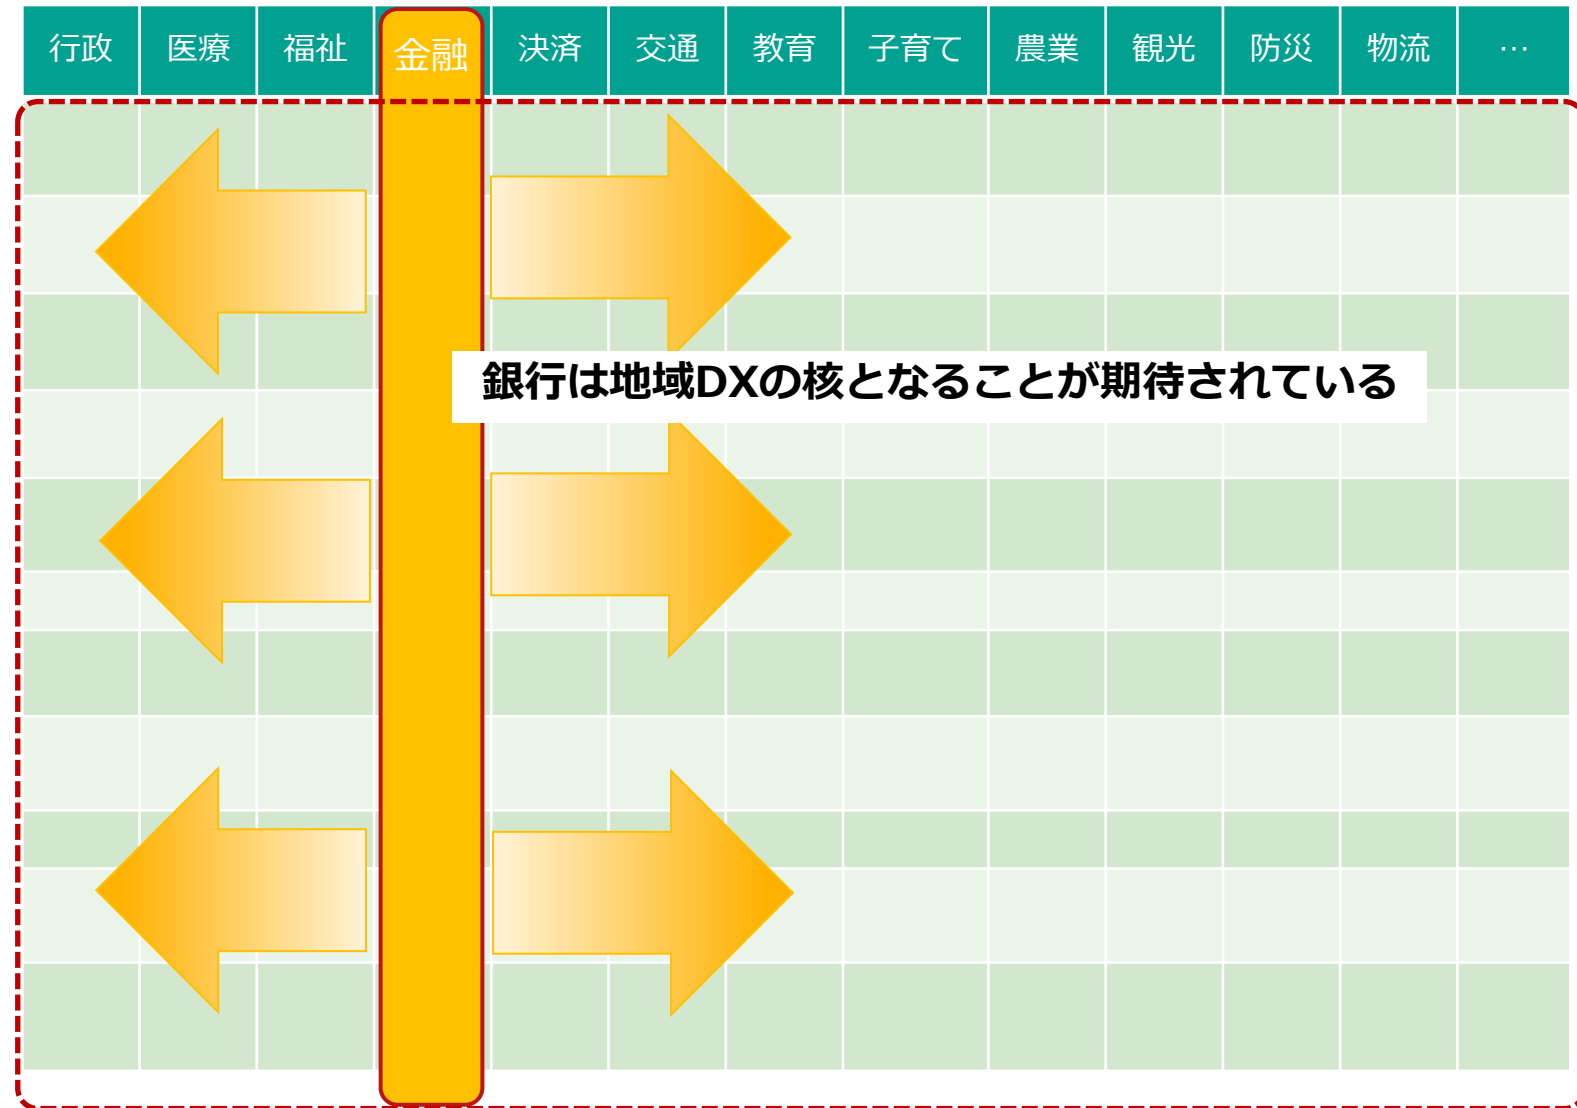 行政 医療 福祉 金融 決済 交通 教育 子育て 農業 観光 防災 物流 …
銀行は地域DXの核となることが期待されている